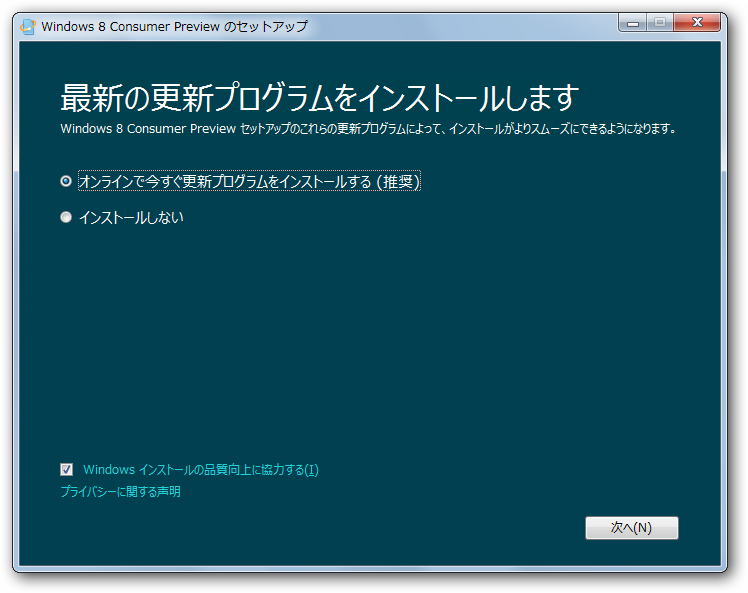 Windows 8 Consumer Preview のセットアップ
最新の更新プログラムをインストールします
Windows 8 Consumer Preview セットアップのこれらの更新プログラムによって、インストールがよりスムーズにできるようになります。
オンラインで今すぐ更新プログラムをインストールする (推奨)
インストールしない
Windows インストールの品質向上に協力する(I)
プライバシーに関する声明
次へ(N)